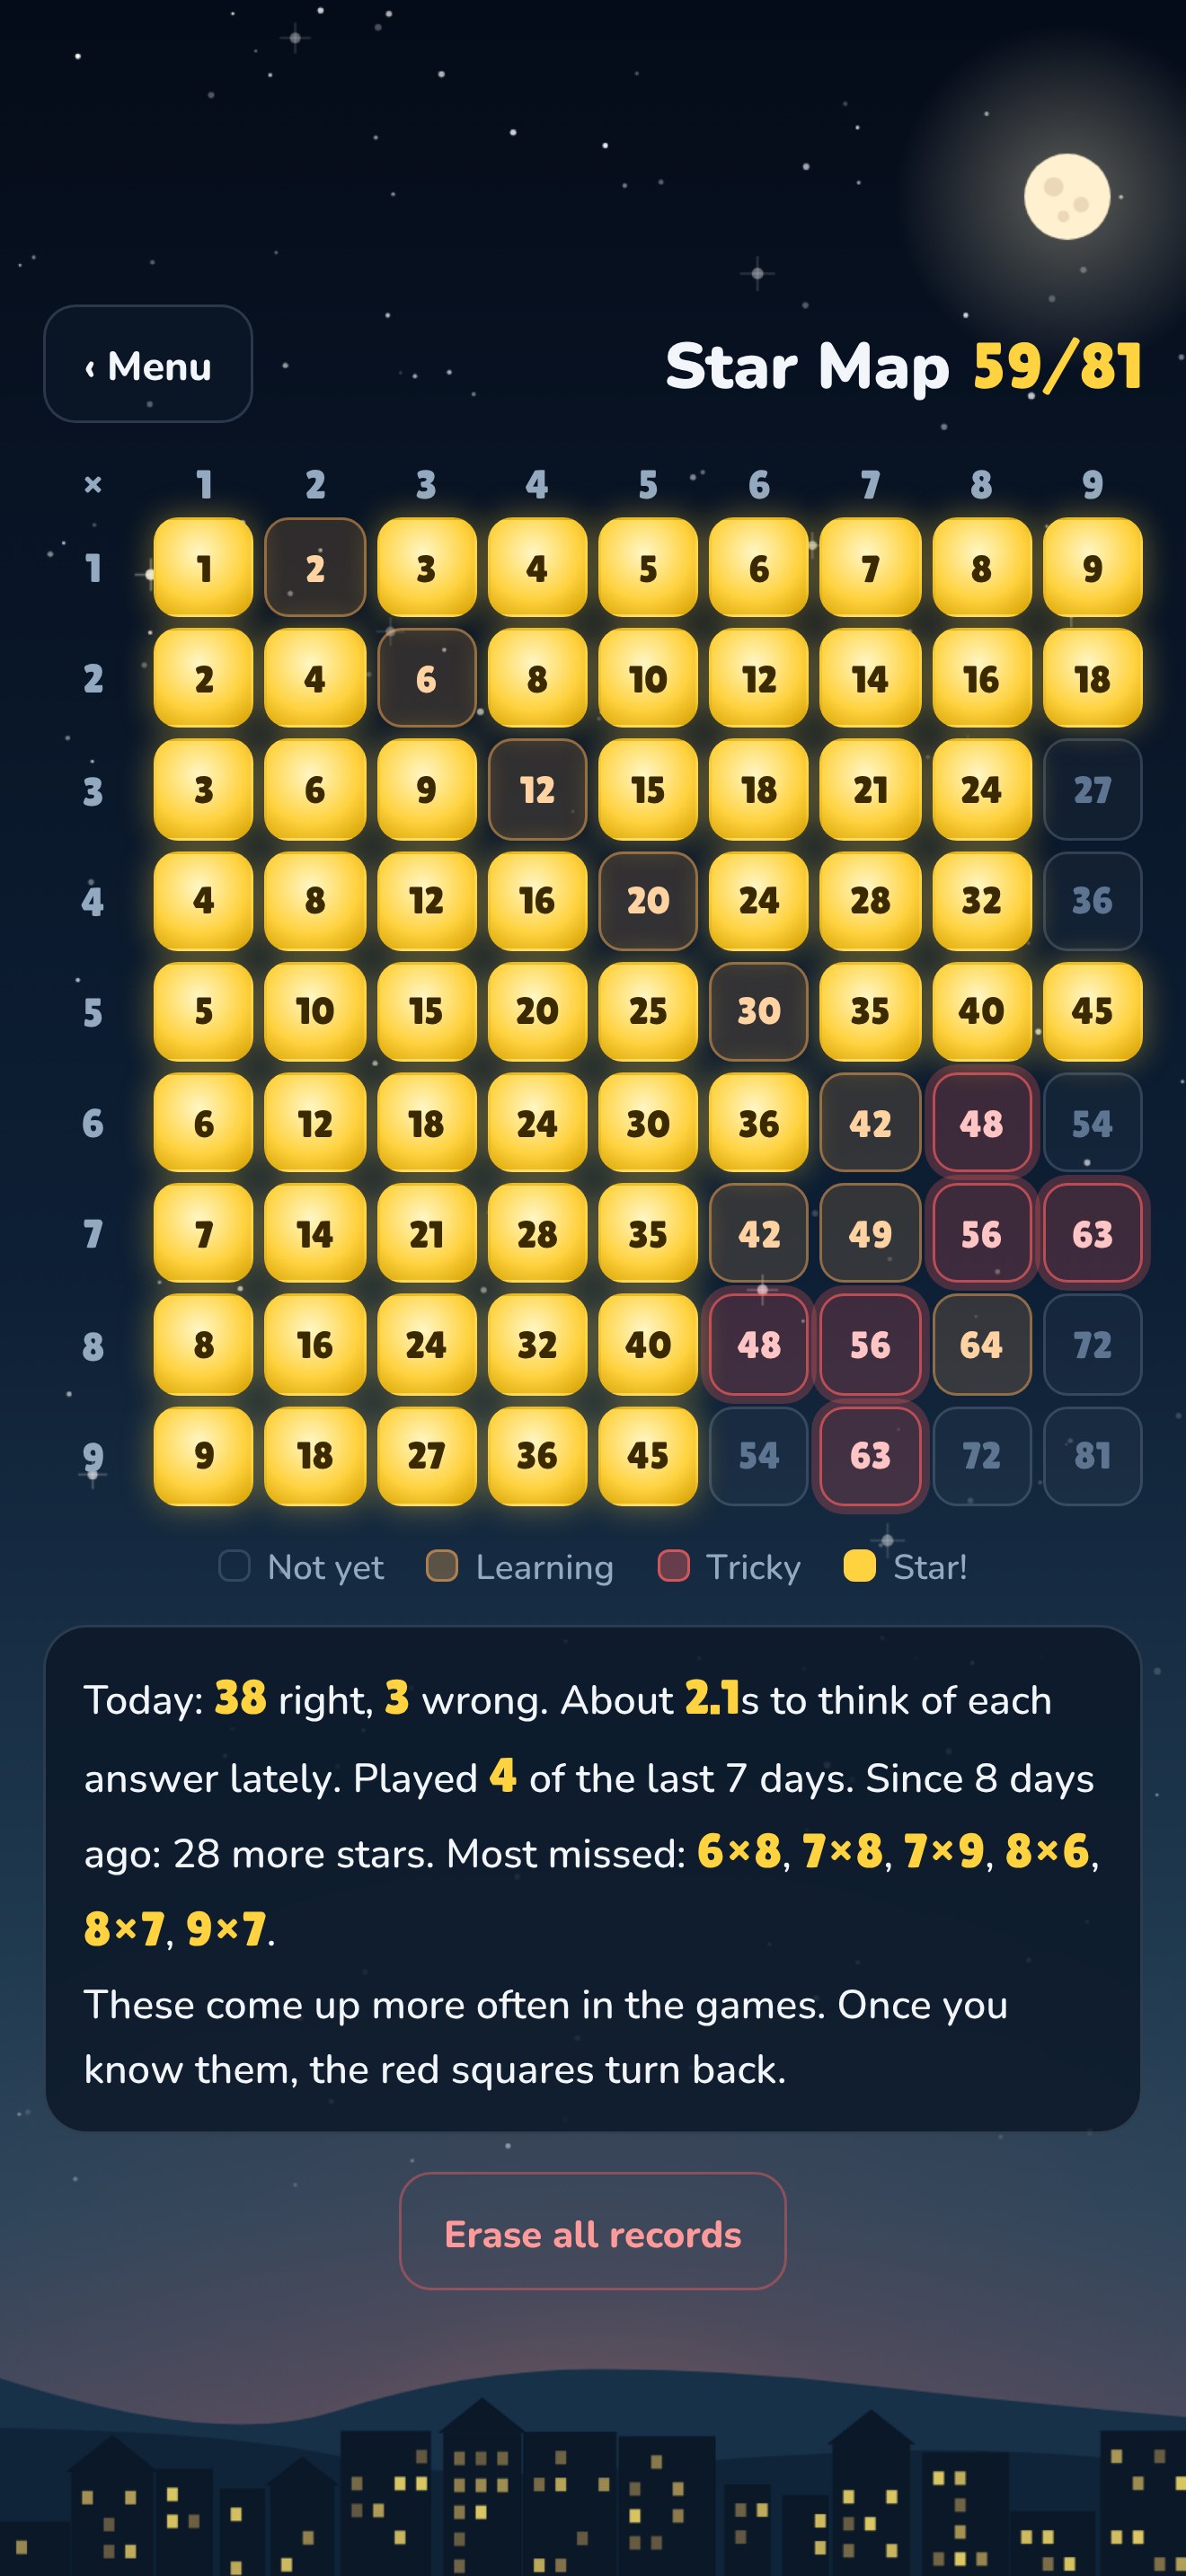 ‹ Menu
Star Map 59/81
× 1 2 3 4 5 6 7 8 9
1 1 2 3 4 5 6 7 8 9
2 2 4 6 8 10 12 14 16 18
3 3 6 9 12 15 18 21 24 27
4 4 8 12 16 20 24 28 32 36
5 5 10 15 20 25 30 35 40 45
6 6 12 18 24 30 36 42 48 54
7 7 14 21 28 35 42 49 56 63
8 8 16 24 32 40 48 56 64 72
9 9 18 27 36 45 54 63 72 81
Not yet Learning Tricky Star!
Today: 38 right, 3 wrong. About 2.1s to think of each
answer lately. Played 4 of the last 7 days. Since 8 days
ago: 28 more stars. Most missed: 6×8, 7×8, 7×9, 8×6,
8×7, 9×7.
These come up more often in the games. Once you
know them, the red squares turn back.
Erase all records